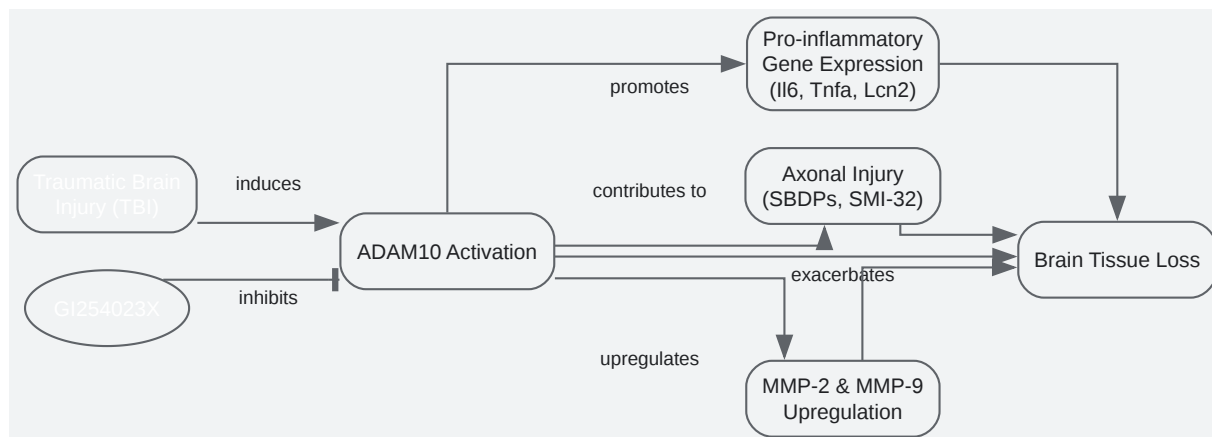 Pro-inflammatory
Gene Expression
(Il6, Tnfa, Lcn2)
promotes
Traumatic Brain
Injury (TBI)
induces
contributes to
Axonal Injury
(SBDPs, SMI-32)
ADAM10 Activation
Brain Tissue Loss
exacerbates
GI254023X
inhibits
upregulates
MMP-2 & MMP-9
Upregulation